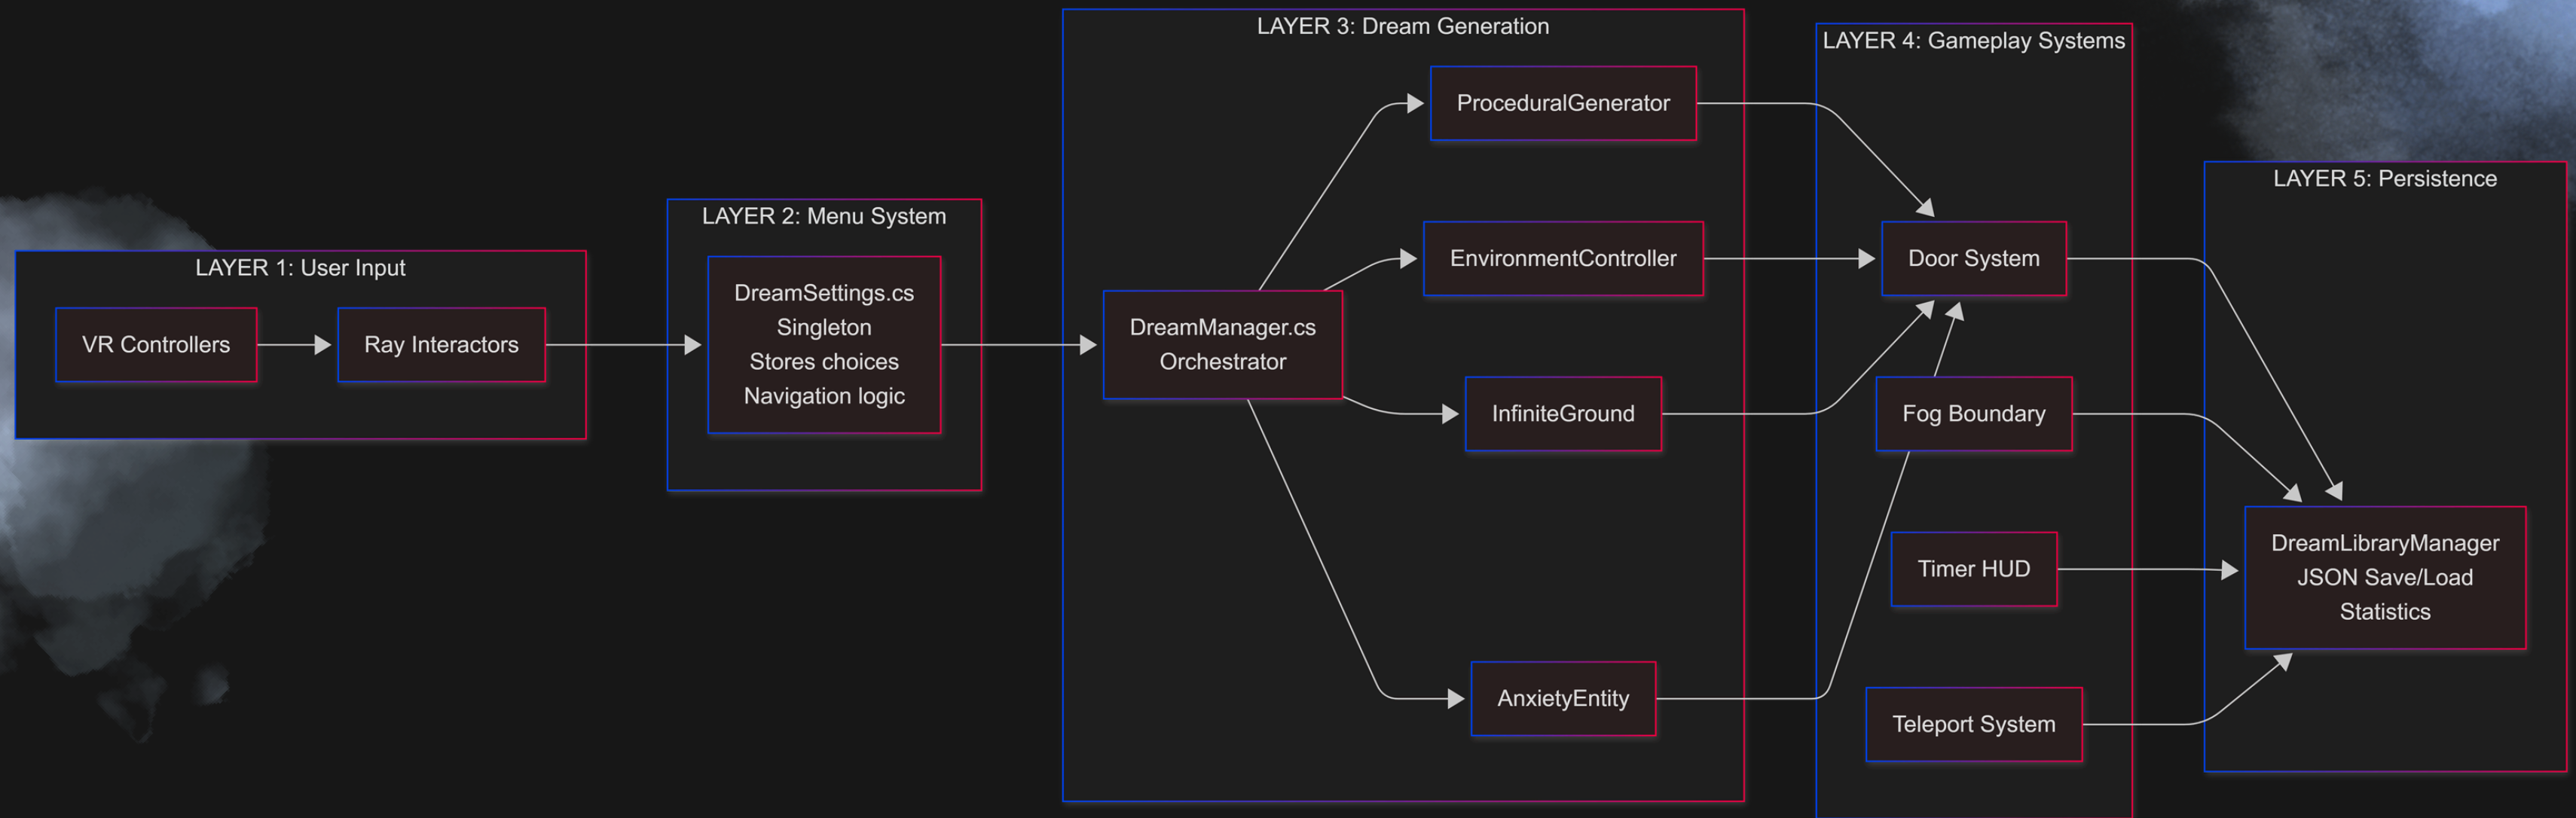 LAYER 1: User Input
VR Controllers
Ray Interactors
LAYER 2: Menu System
DreamSettings.cs
Singleton
Stores choices
Navigation logic
LAYER 3: Dream Generation
DreamManager.cs
Orchestrator
ProceduralGenerator
EnvironmentController
InfiniteGround
AnxietyEntity
LAYER 4: Gameplay Systems
Door System
Fog Boundary
Timer HUD
Teleport System
LAYER 5: Persistence
DreamLibraryManager
JSON Save/Load
Statistics